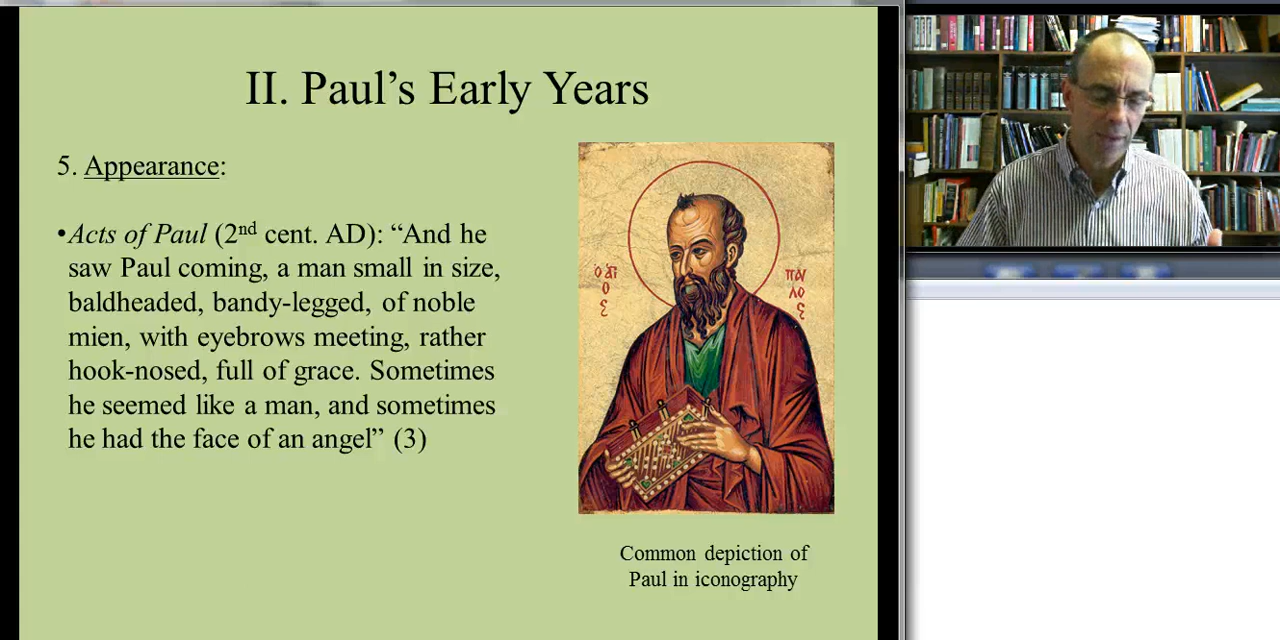 II. Paul’s Early Years
5. Appearance:
•Acts of Paul (2nd cent. AD): “And he
saw Paul coming, a man small in size,
baldheaded, bandy-legged, of noble
mien, with eyebrows meeting, rather
hook-nosed, full of grace. Sometimes
he seemed like a man, and sometimes
he had the face of an angel” (3)
Common depiction of
Paul in iconography